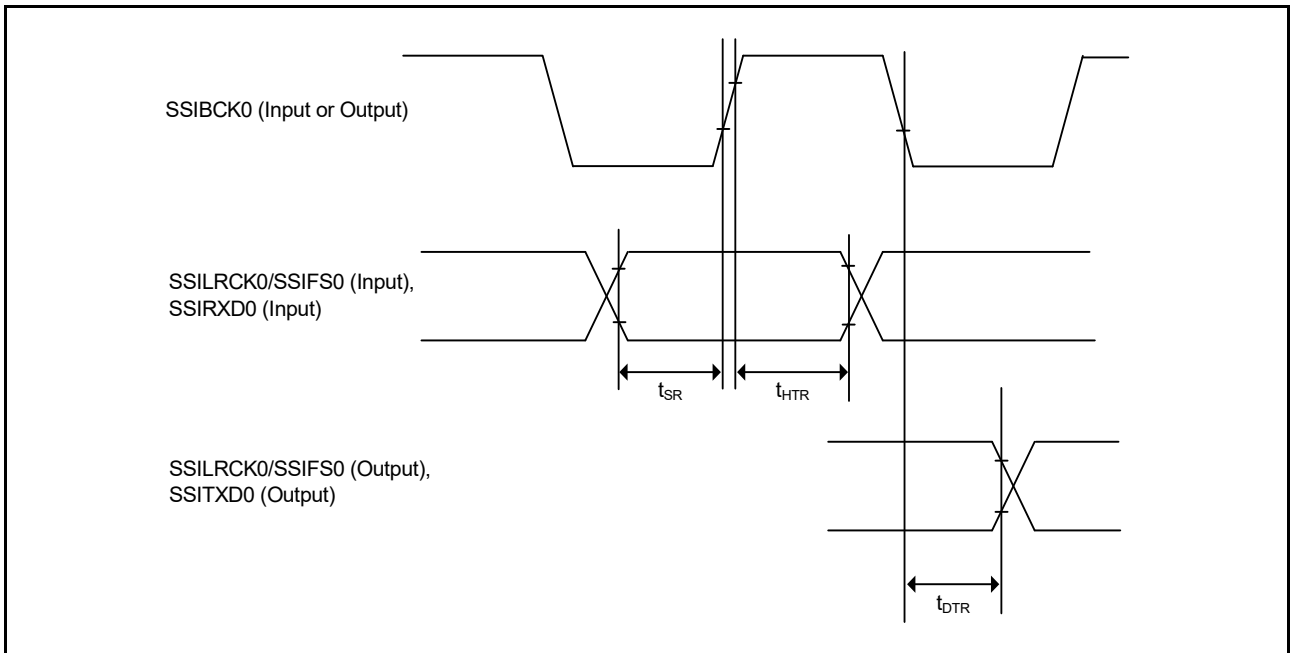 SSIBCK0 (Input or Output)
SSILRCK0/SSIFS0 (Input),
SSIRXD0 (Input)
tSR
tHTR
SSILRCK0/SSIFS0 (Output),
SSITXD0 (Output)
tDTR